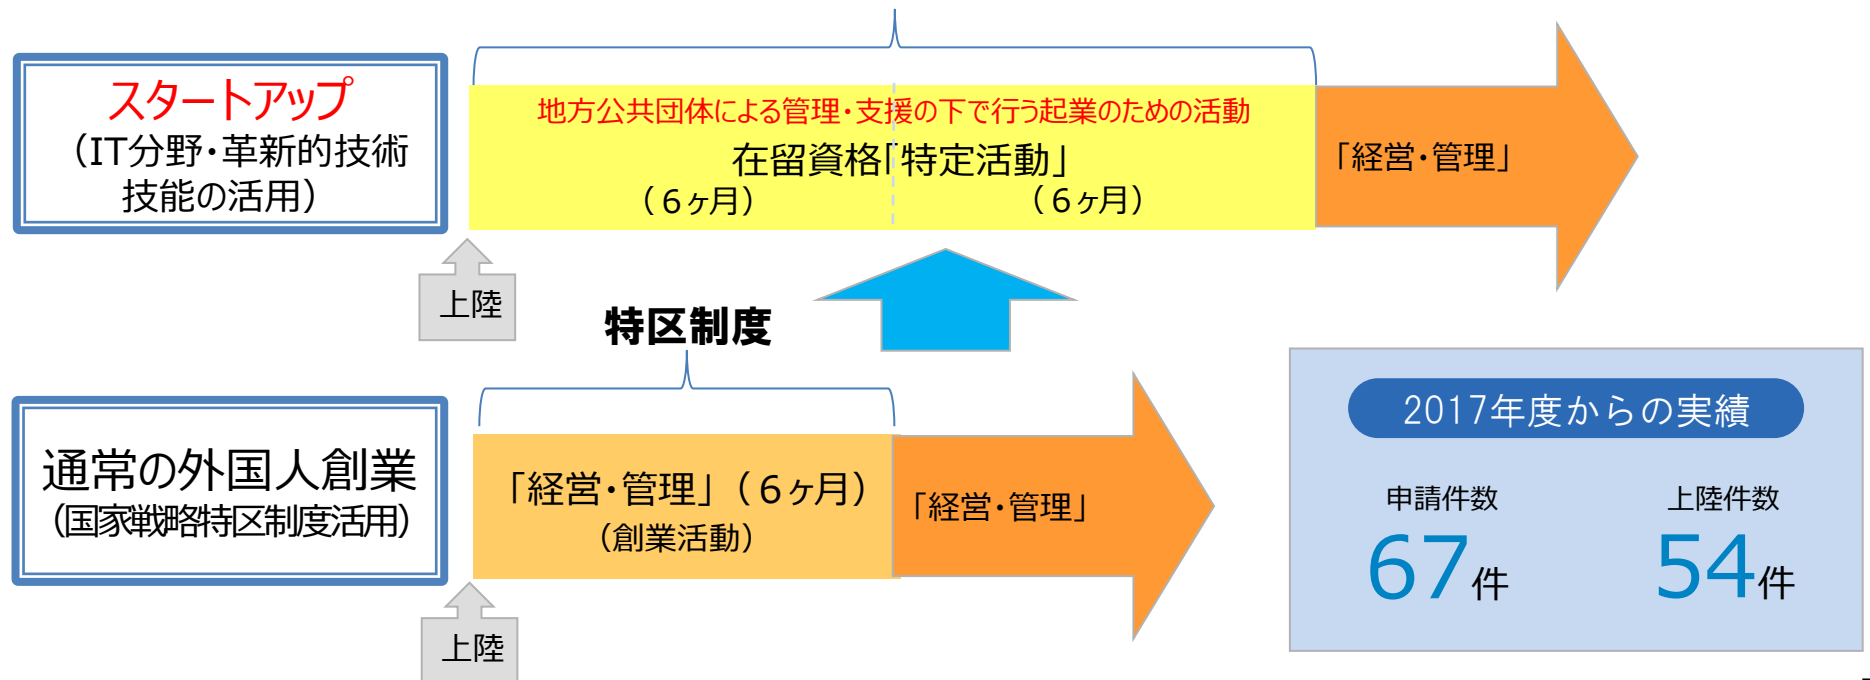 スタートアップ
（IT分野・革新的技術
技能の活用）
地方公共団体による管理・支援の下で行う起業のための活動
在留資格「特定活動」
（６ヶ月）
（６ヶ月）
「経営・管理」
上陸
特区制度
通常の外国人創業
（国家戦略特区制度活用）
「経営・管理」（６ヶ月）
（創業活動）
「経営・管理」
上陸
2017年度からの実績
申請件数
上陸件数
67件
54件